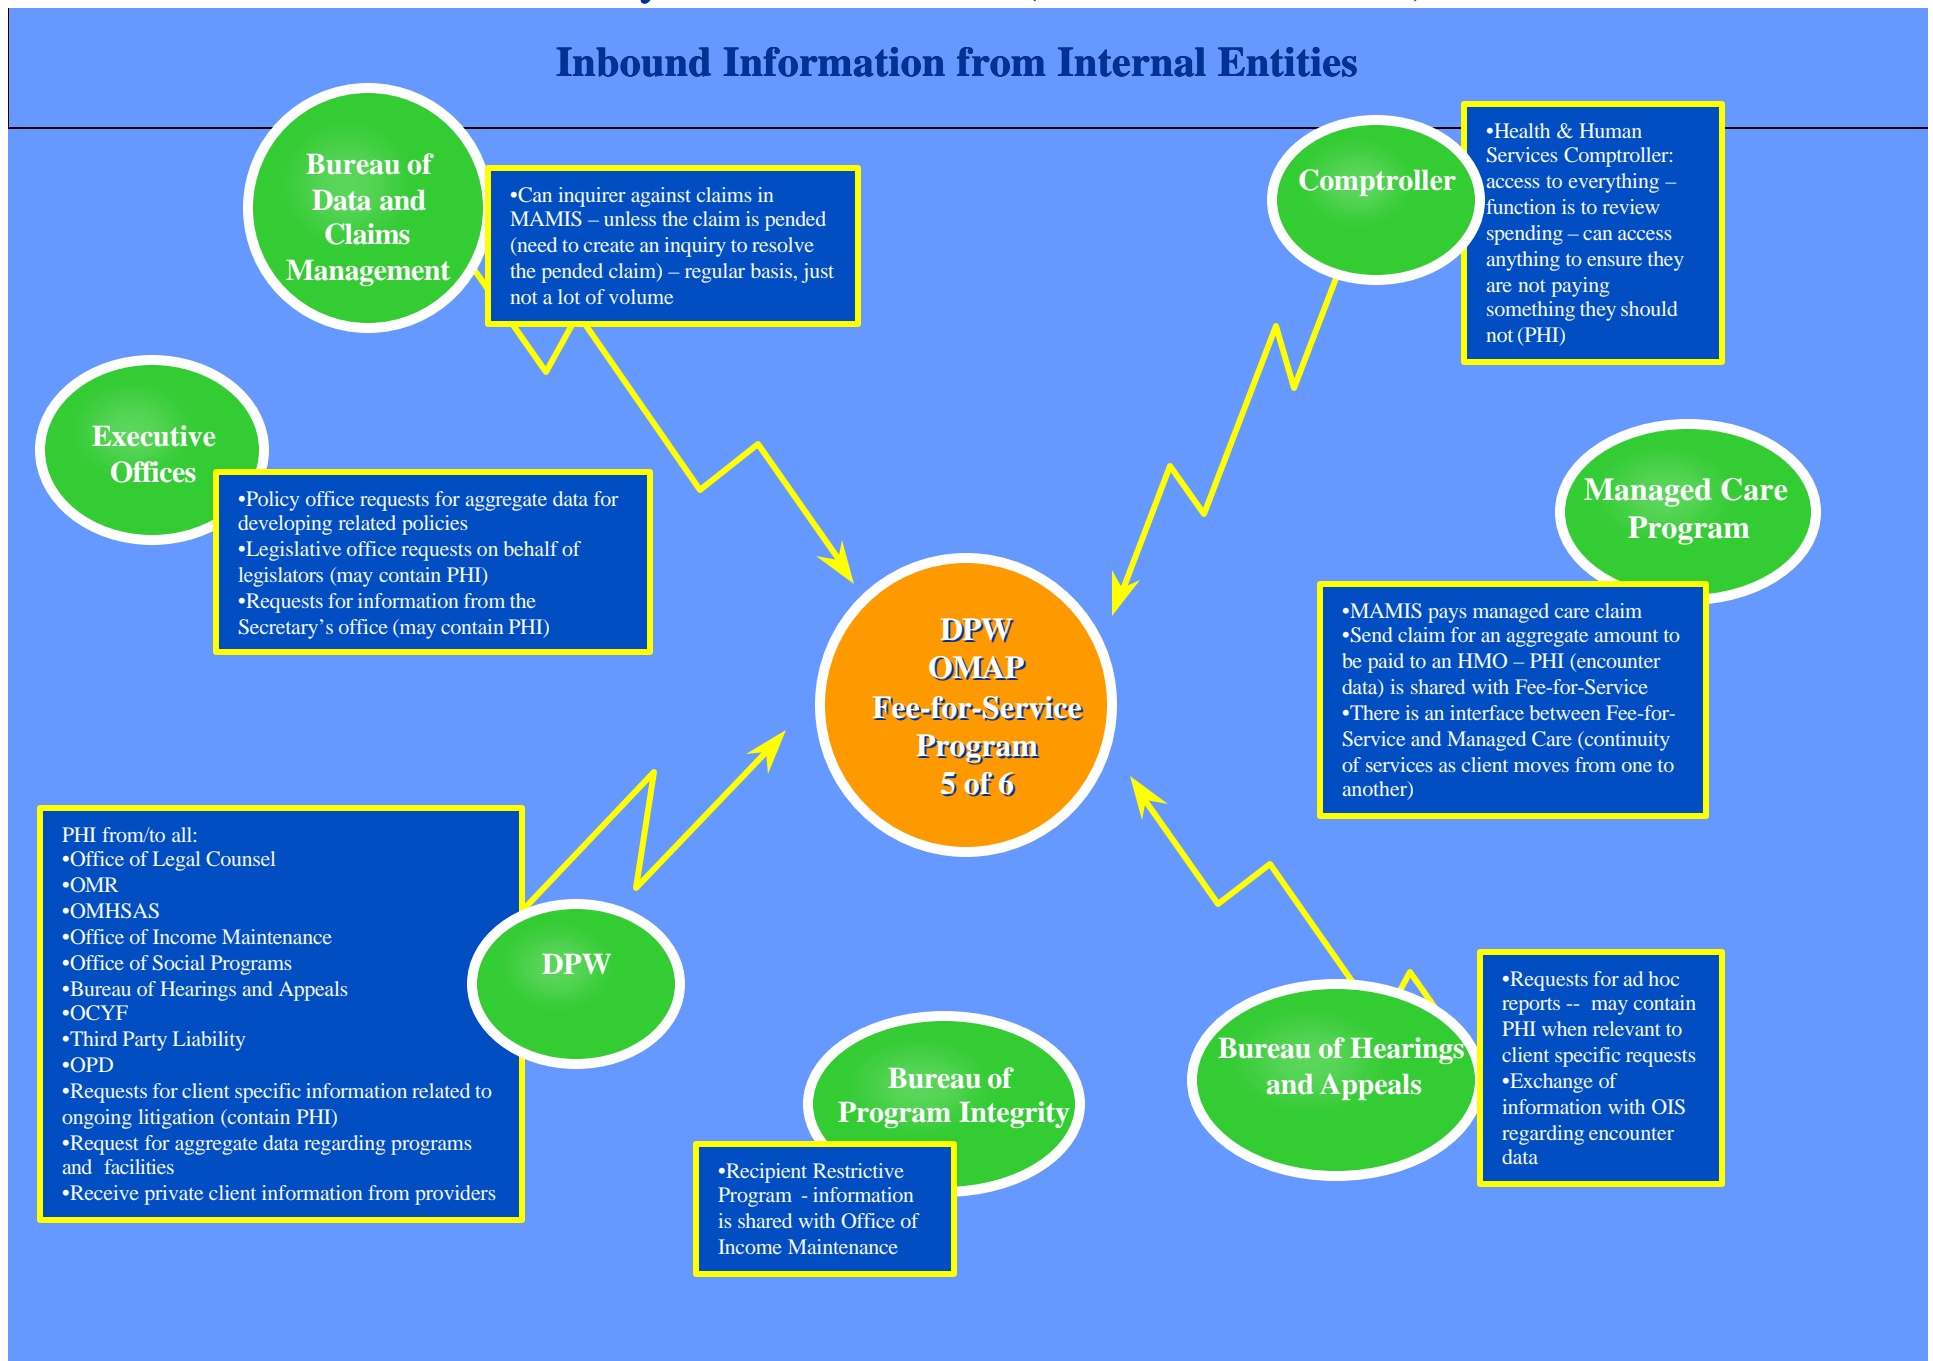 Inbound Information from Internal Entities
Bureau of
Data and
Claims
Management
•Can inquirer against claims in
MAMIS – unless the claim is pended
(need to create an inquiry to resolve
the pended claim) – regular basis, just
not a lot of volume
Comptroller
•Health & Human
Services Comptroller:
access to everything –
function is to review
spending – can access
anything to ensure they
are not paying
something they should
not (PHI)
Executive
Offices
•Policy office requests for aggregate data for
developing related policies
•Legislative office requests on behalf of
legislators (may contain PHI)
•Requests for information from the
Secretary’s office (may contain PHI)
Managed Care
Program
•MAMIS pays managed care claim
•Send claim for an aggregate amount to
be paid to an HMO – PHI (encounter
data) is shared with Fee-for-Service
•There is an interface between Fee-for-
Service and Managed Care (continuity
of services as client moves from one to
another)
DPW
OMAP
Fee-for-Service
Program
5 of 6
PHI from/to all:
•Office of Legal Counsel
•OMR
•OMHSAS
•Office of Income Maintenance
•Office of Social Programs
•Bureau of Hearings and Appeals
•OCYF
•Third Party Liability
•OPD
•Requests for client specific information related to
ongoing litigation (contain PHI)
•Request for aggregate data regarding programs
and  facilities
•Receive private client information from providers
DPW
Bureau of
Program Integrity
•Recipient Restrictive
Program  - information
is shared with Office of
Income Maintenance
Bureau of Hearings
and Appeals
•Requests for ad hoc
reports --  may contain
PHI when relevant to
client specific requests
•Exchange of
information with OIS
regarding encounter
data